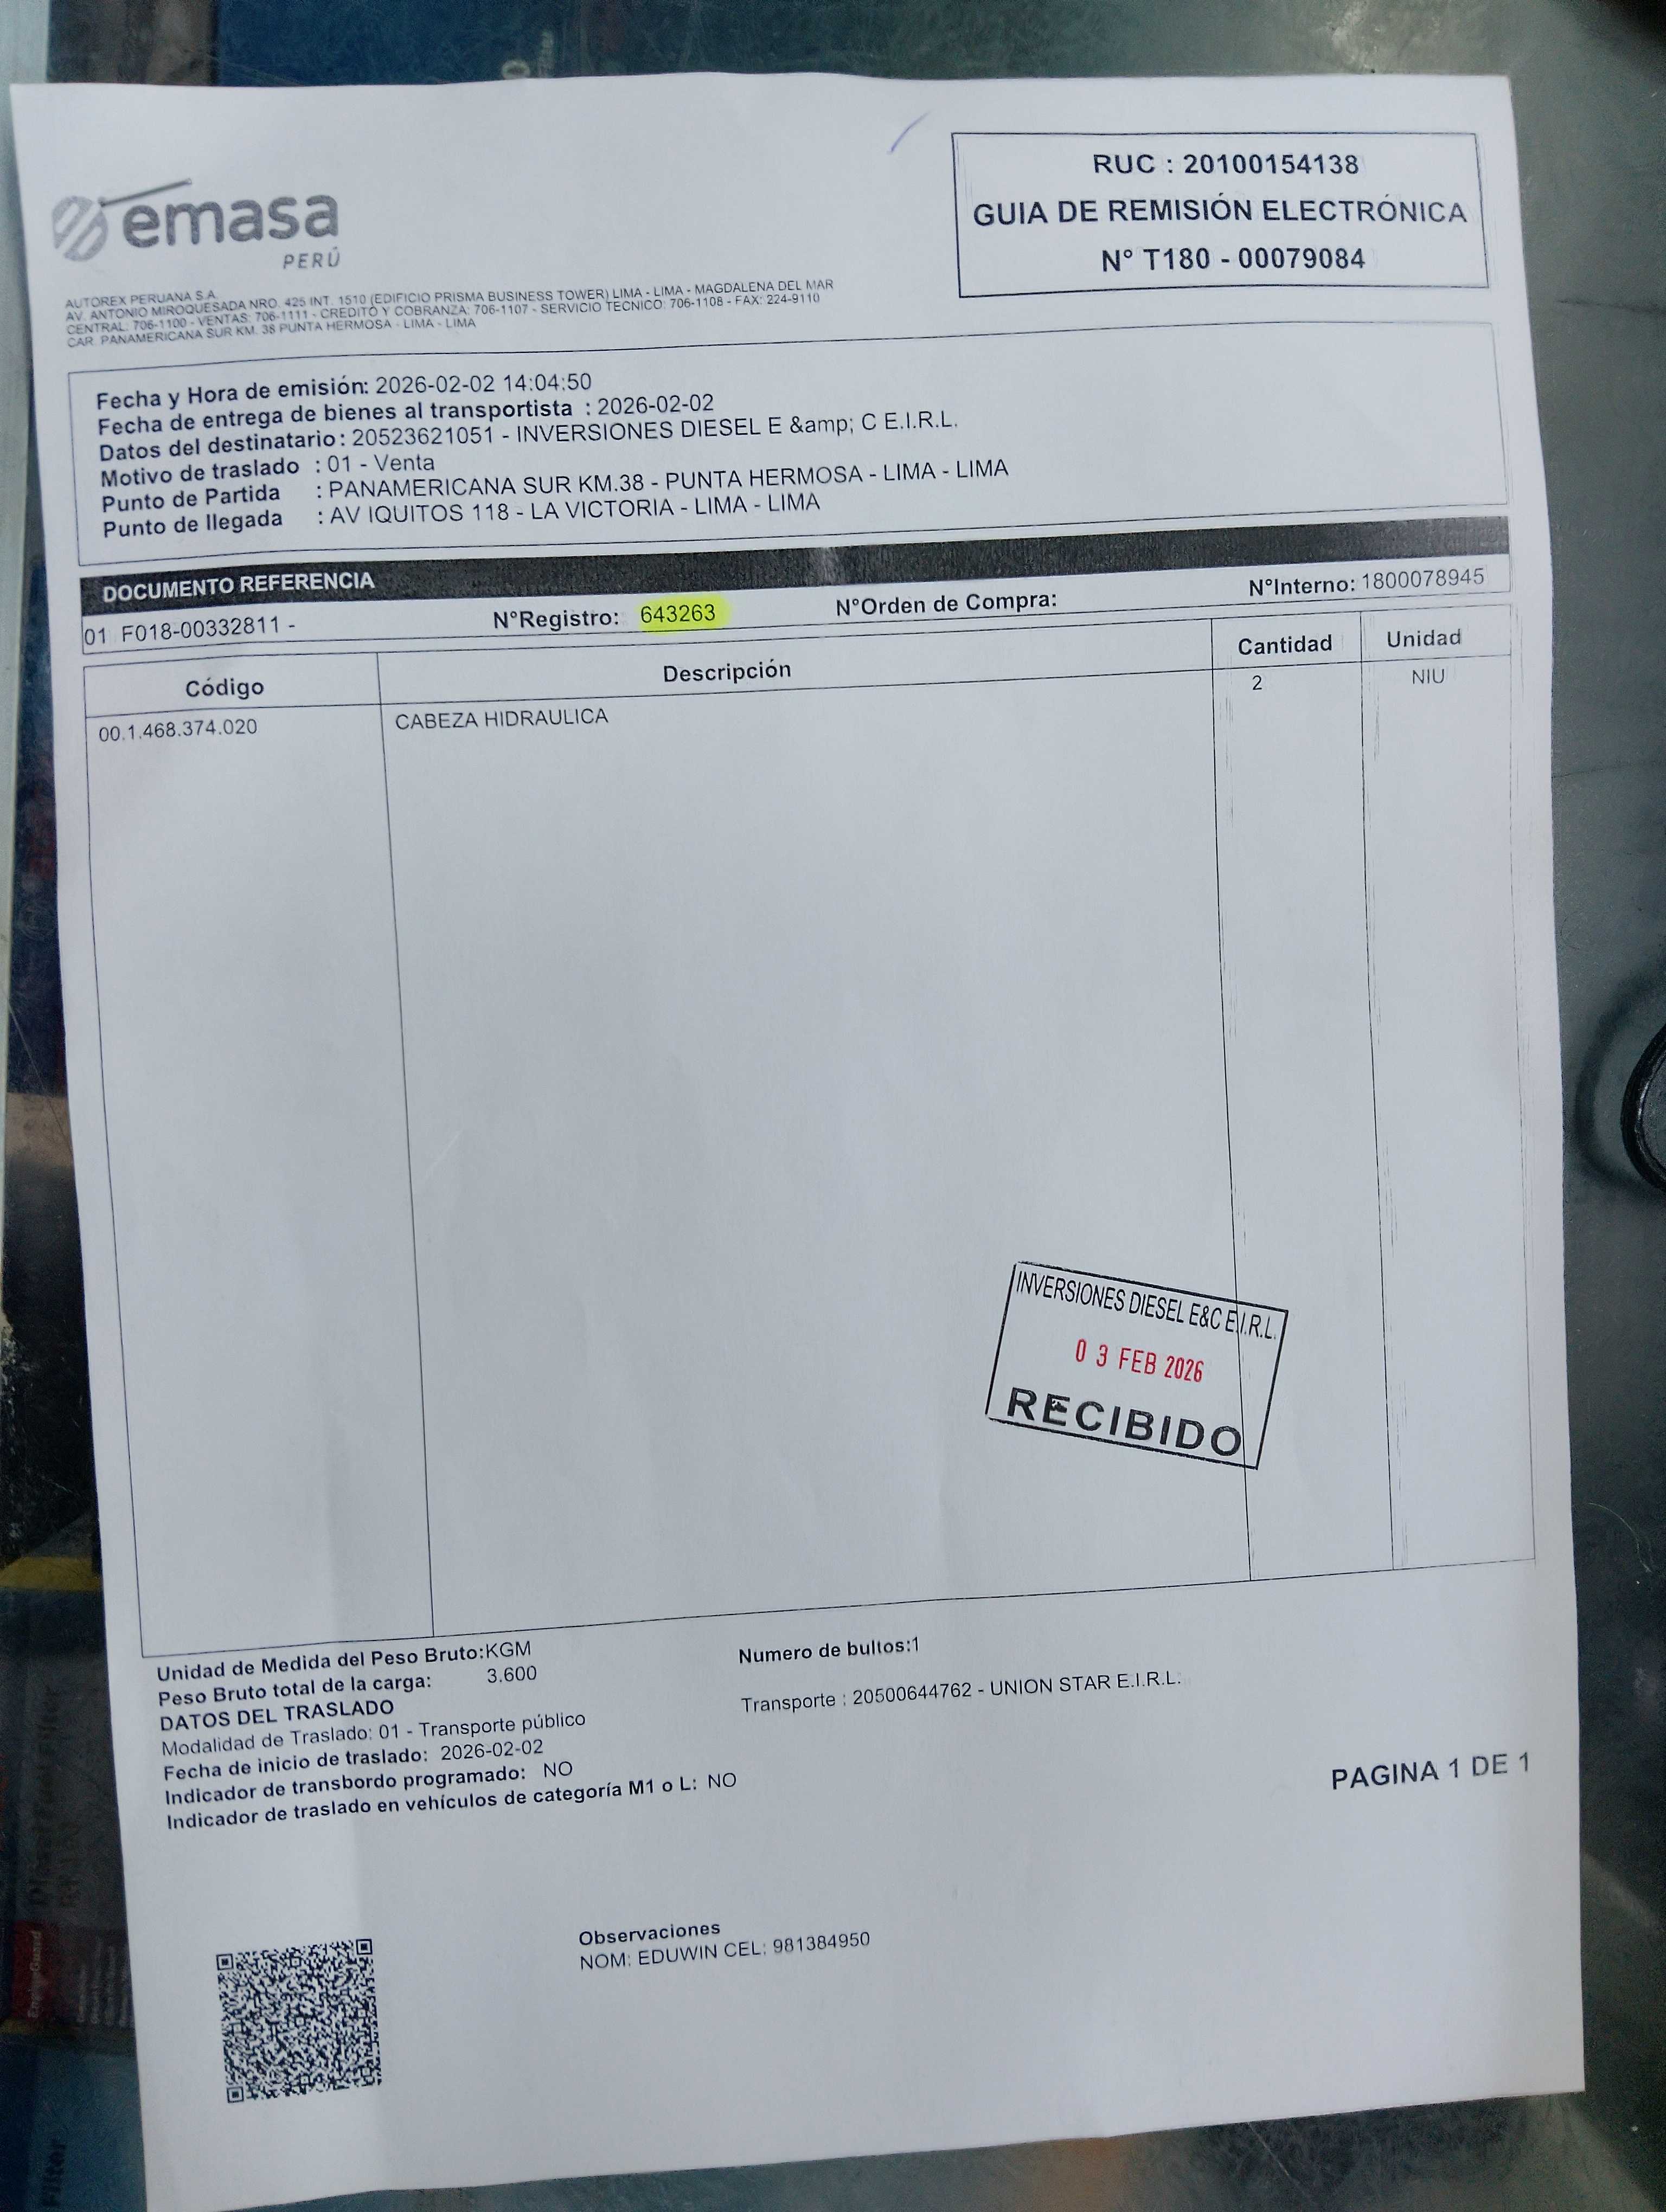 emasa
PERÚ
RUC : 20100154138
GUIA DE REMISIÓN ELECTRÓNICA
N° T180 - 00079084
AUTOREX PERUANA S.A.
AV. ANTONIO MIROQUESADA NRO. 425 INT. 1510 (EDIFICIO PRISMA BUSINESS TOWER) LIMA - LIMA - MAGDALENA DEL MAR
CENTRAL: 706-1100 - VENTAS: 706-1111 - CREDITO Y COBRANZA: 706-1107 - SERVICIO TECNICO: 706-1108 - FAX: 224-9110
CAR. PANAMERICANA SUR KM. 38 PUNTA HERMOSA - LIMA - LIMA
Fecha y Hora de emisión: 2026-02-02 14:04:50
Fecha de entrega de bienes al transportista : 2026-02-02
Datos del destinatario: 20523621051 - INVERSIONES DIESEL E &amp; C E.I.R.L.
Motivo de traslado : 01 - Venta
Punto de Partida : PANAMERICANA SUR KM.38 - PUNTA HERMOSA - LIMA - LIMA
Punto de llegada : AV IQUITOS 118 - LA VICTORIA - LIMA - LIMA
DOCUMENTO REFERENCIA
01 F018-00332811 - N°Registro: 643263 N°Orden de Compra: N°Interno: 1800078945
Código Descripción Cantidad Unidad
00.1.468.374.020 CABEZA HIDRAULICA 2 NIU
INVERSIONES DIESEL E&C E.I.R.L.
03 FEB 2026
RECIBIDO
Unidad de Medida del Peso Bruto:KGM Numero de bultos:1
Peso Bruto total de la carga: 3.600
DATOS DEL TRASLADO Transporte : 20500644762 - UNION STAR E.I.R.L.
Modalidad de Traslado: 01 - Transporte público
Fecha de inicio de traslado: 2026-02-02
Indicador de transbordo programado: NO
Indicador de traslado en vehículos de categoría M1 o L: NO
PAGINA 1 DE 1
Observaciones
NOM: EDUWIN CEL: 981384950
Filter